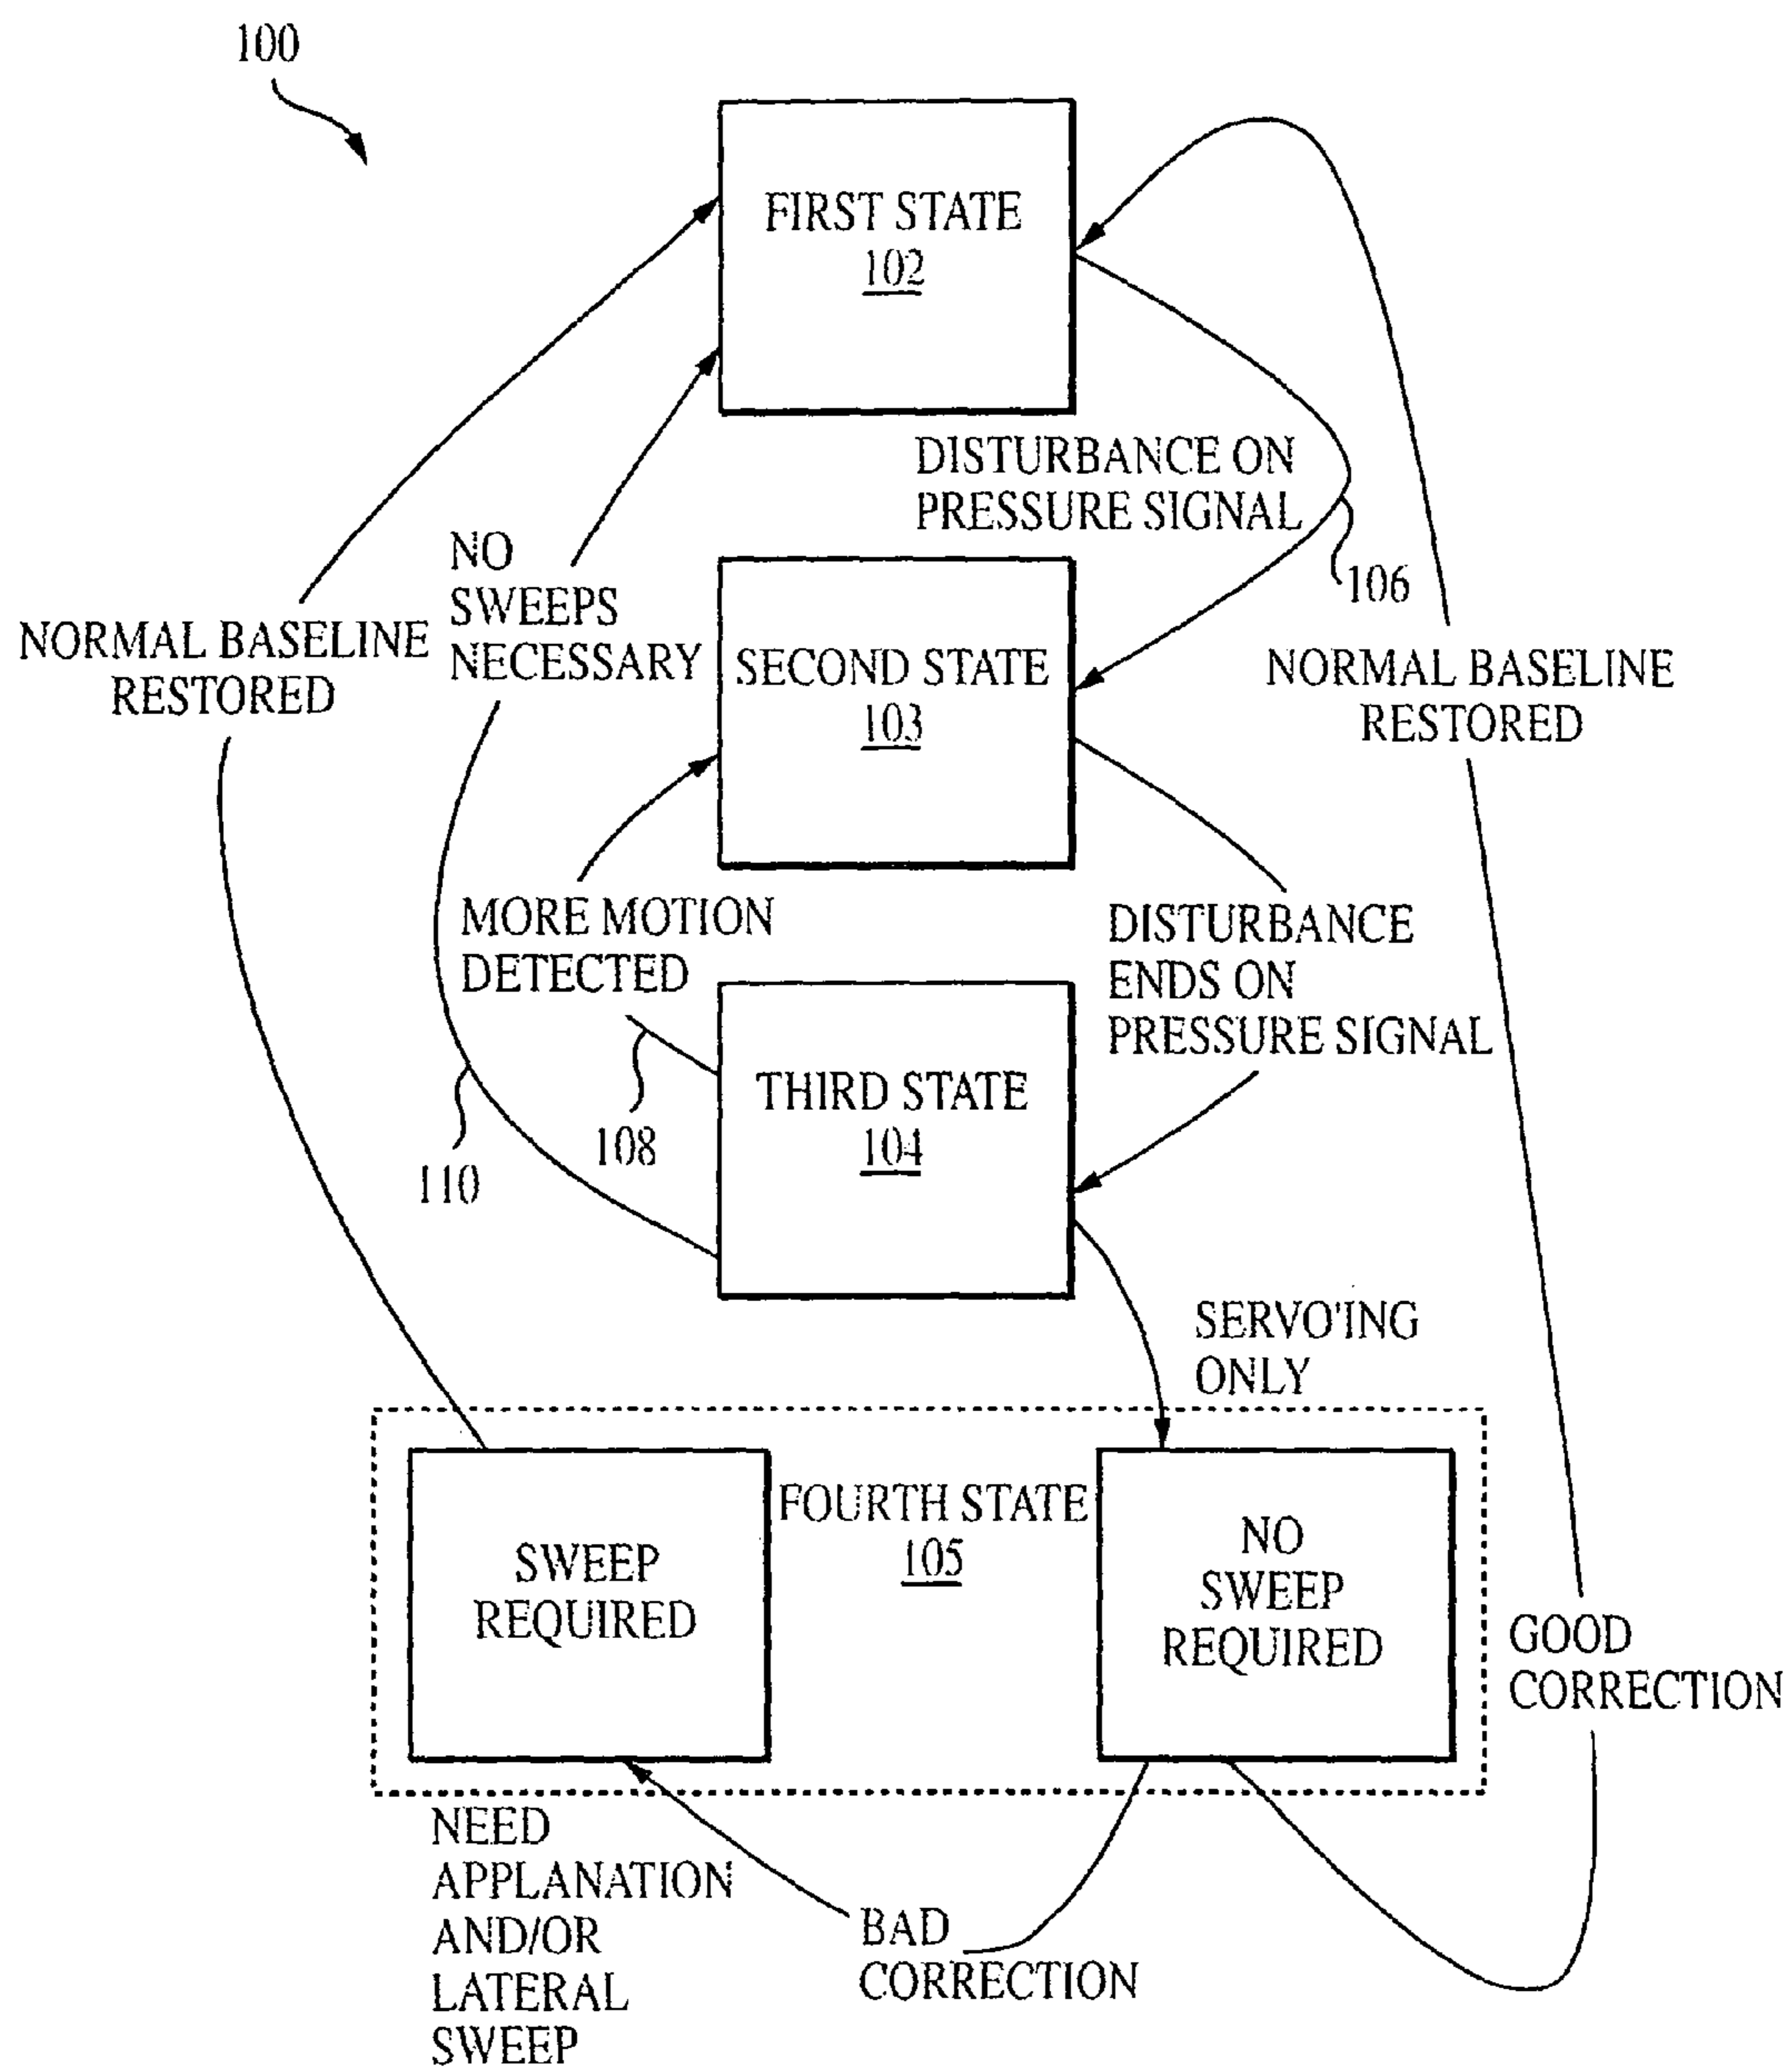 100
FIRST STATE
102
DISTURBANCE ON
PRESSURE SIGNAL
106
NO
SWEEPS
NECESSARY
NORMAL BASELINE
RESTORED
SECOND STATE
103
NORMAL BASELINE
RESTORED
MORE MOTION
DETECTED
DISTURBANCE
ENDS ON
PRESSURE SIGNAL
THIRD STATE
104
108
110
SERVO'ING
ONLY
FOURTH STATE
105
SWEEP
REQUIRED
NO
SWEEP
REQUIRED
GOOD
CORRECTION
NEED
APPLANATION
AND/OR
LATERAL
SWEEP
BAD
CORRECTION